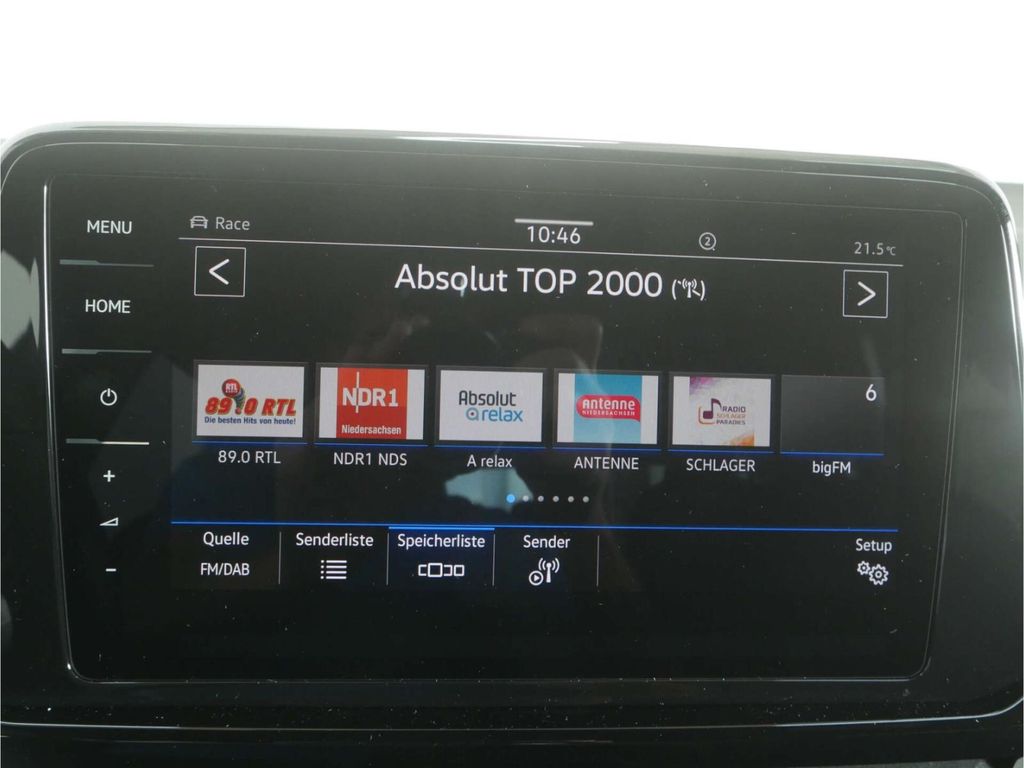 MENU
HOME
Race
10:46
2
21.5°C
Absolut TOP 2000
RTL
89.0 RTL
Die besten Hits von heute!
NDR1
Niedersachsen
Absolut
relax
antenne
NIEDERSACHSEN
RADIO
SCHLAGER
PARADIES
6
89.0 RTL
NDR1 NDS
A relax
ANTENNE
SCHLAGER
bigFM
Quelle
FM/DAB
Senderliste
Speicherliste
Sender
Setup